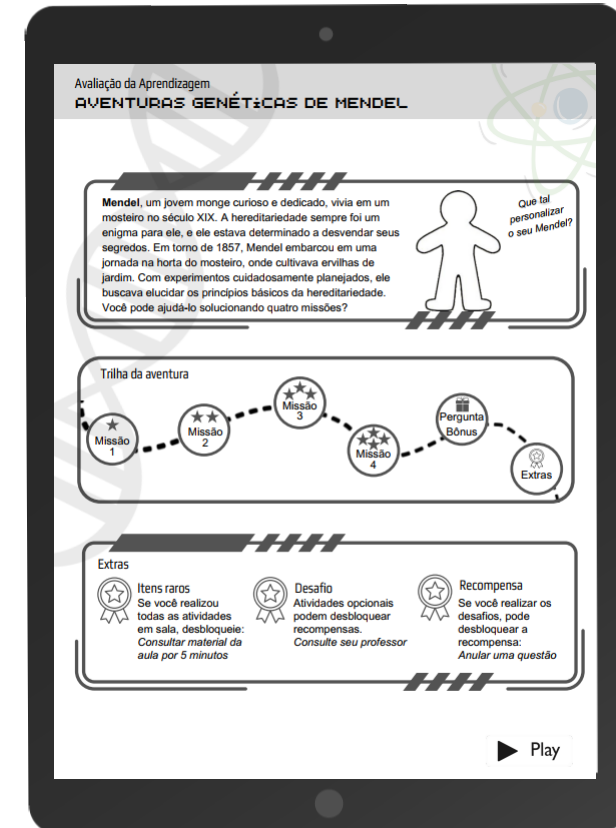 Avaliação da Aprendizagem
AVENTURAS GENÉTICAS DE MENDEL
Mendel, um jovem monge curioso e dedicado, vivia em um
mosteiro no século XIX. A hereditariedade sempre foi um
enigma para ele, e ele estava determinado a desvendar seus
segredos. Em torno de 1857, Mendel embarcou em uma
jornada na horta do mosteiro, onde cultivava ervilhas de
jardim. Com experimentos cuidadosamente planejados, ele
buscava elucidar os princípios básicos da hereditariedade.
Você pode ajudá-lo solucionando quatro missões?
Que tal
personalizar
o seu Mendel?
Trilha da aventura
Missão
1
Missão
2
Missão
3
Missão
4
Pergunta
Bônus
Extras
Extras
Itens raros
Se você realizou
todas as atividades
em sala, desbloqueie:
Consultar material da
aula por 5 minutos
Desafio
Atividades opcionais
podem desbloquear
recompensas.
Consulte seu professor
Recompensa
Se você realizar os
desafios, pode
desbloquear a
recompensa:
Anular uma questão
Play